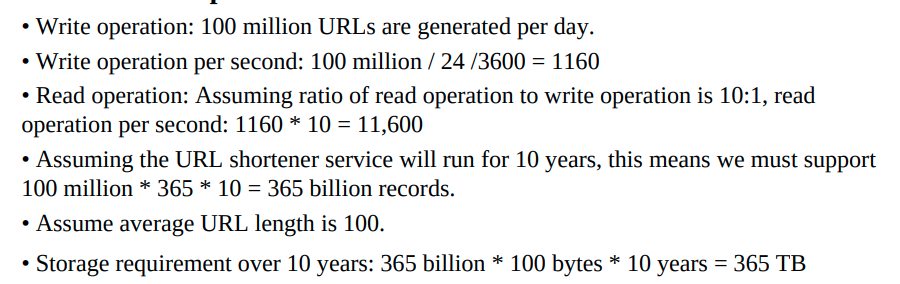 • Write operation: 100 million URLs are generated per day.
• Write operation per second: 100 million / 24 /3600 = 1160
• Read operation: Assuming ratio of read operation to write operation is 10:1, read
operation per second: 1160 * 10 = 11,600
• Assuming the URL shortener service will run for 10 years, this means we must support
100 million * 365 * 10 = 365 billion records.
• Assume average URL length is 100.
• Storage requirement over 10 years: 365 billion * 100 bytes * 10 years = 365 TB